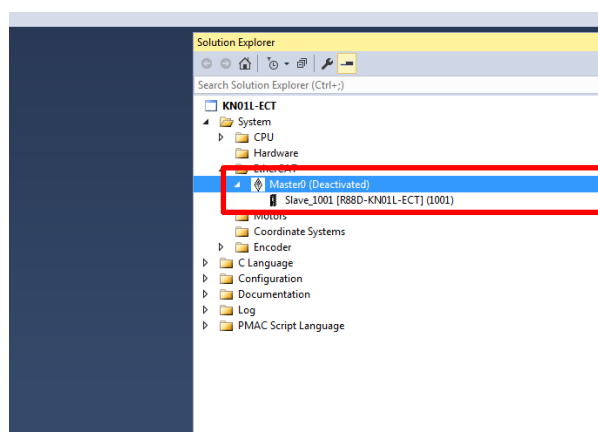 Solution Explorer
Search Solution Explorer (Ctrl+;)
KN01L-ECT
System
CPU
Hardware
EtherCAT
Master0 (Deactivated)
Slave_1001 [R88D-KN01L-ECT] (1001)
Motors
Coordinate Systems
Encoder
C Language
Configuration
Documentation
Log
PMAC Script Language